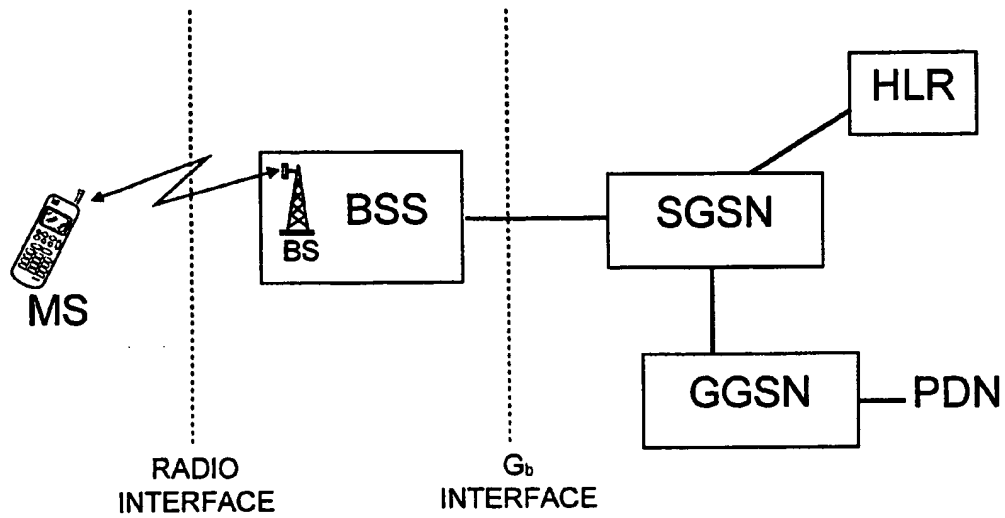 HLR
BSS
BS
SGSN
MS
GGSN
PDN
RADIO
INTERFACE
Gb
INTERFACE